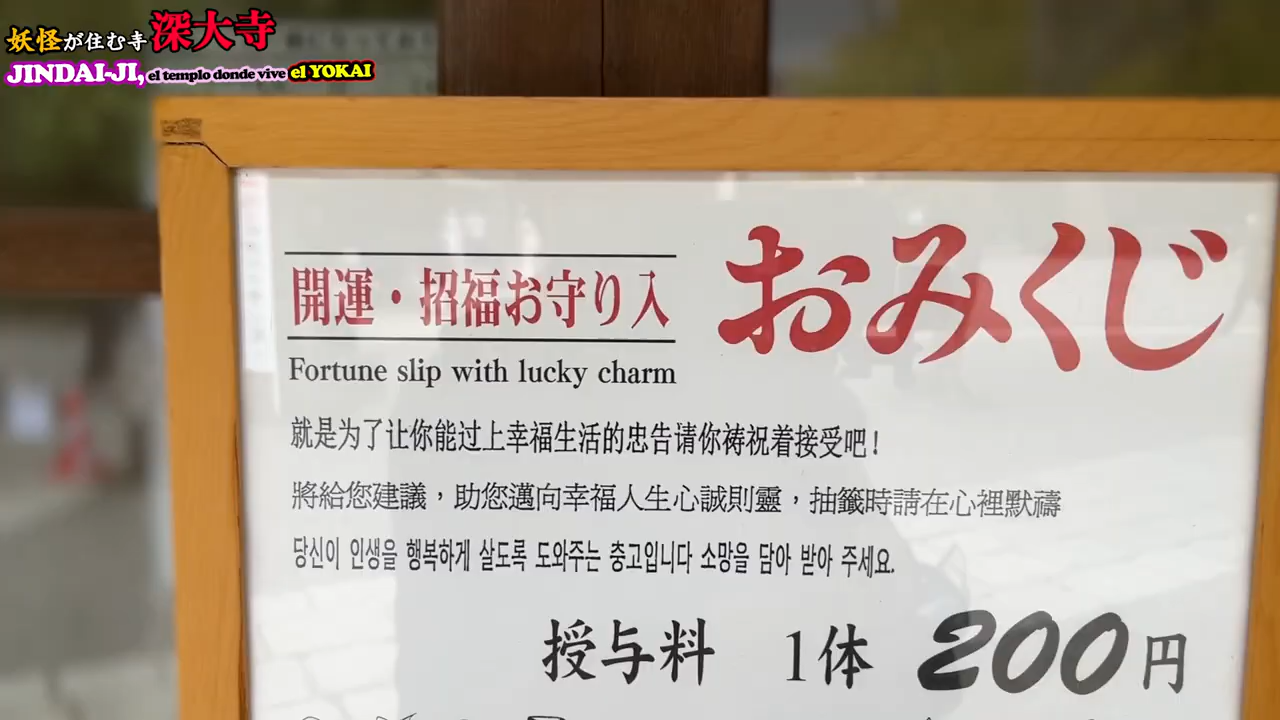 妖怪が住む寺深大寺
JINDAI-JI, el templo donde vive el YOKAI
開運・招福お守り入
おみくじ
Fortune slip with lucky charm
就是为了让你能过上幸福生活的忠告请你祷祝着接受吧！
將給您建議，助您邁向幸福人生心誠則靈，抽籤時請在心裡默禱
당신이 인생을 행복하게 살도록 도와주는 충고입니다 소망을 담아 받아 주세요.
授与料 1体 200円